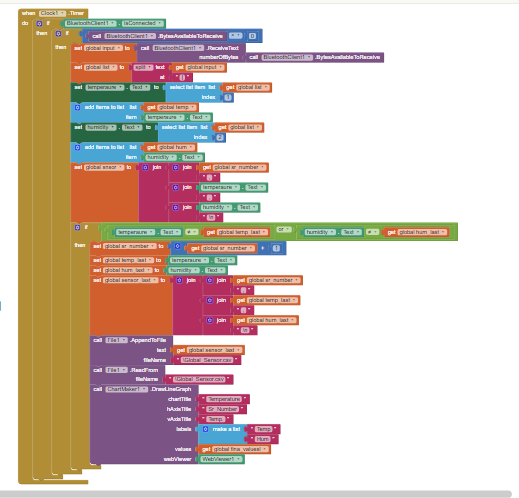 when Clock1 .Timer
do if BluetoothClient1 . IsConnected
then if call BluetoothClient1 .BytesAvailableToReceive > 0
then set global input to call BluetoothClient1 .ReceiveText
numberOfBytes call BluetoothClient1 .BytesAvailableToReceive
set global list to split text get global input
at
set temperature . Text to select list item list get global list
index 1
add items to list list get global temp
item temperature . Text
set humidity . Text to select list item list get global list
index 2
add items to list list get global hum
item humidity . Text
set global sensor to join join get global sr_number
join temperature . Text
join humidity . Text
\n
if temperature . Text ≠ get global temp_last or humidity . Text ≠ get global hum_last
then set global sr_number to get global sr_number + 1
set global temp_last to temperature . Text
set global hum_last to humidity . Text
set global sensor_last to join join get global sr_number
join get global temp_last
join get global hum_last
\n
call File1 .AppendToFile
text get global sensor_last
fileName "\Global_Sensor.csv"
call File1 .ReadFrom
fileName "\Global_Sensor.csv"
call ChartMaker1 .DrawLineGraph
chartTitle "Temperature"
hAxisTitle "Sr_Number"
vAxisTitle "Temp"
labels make a list "Temp"
"Hum"
values get global fina_values
webViewer WebViewer1